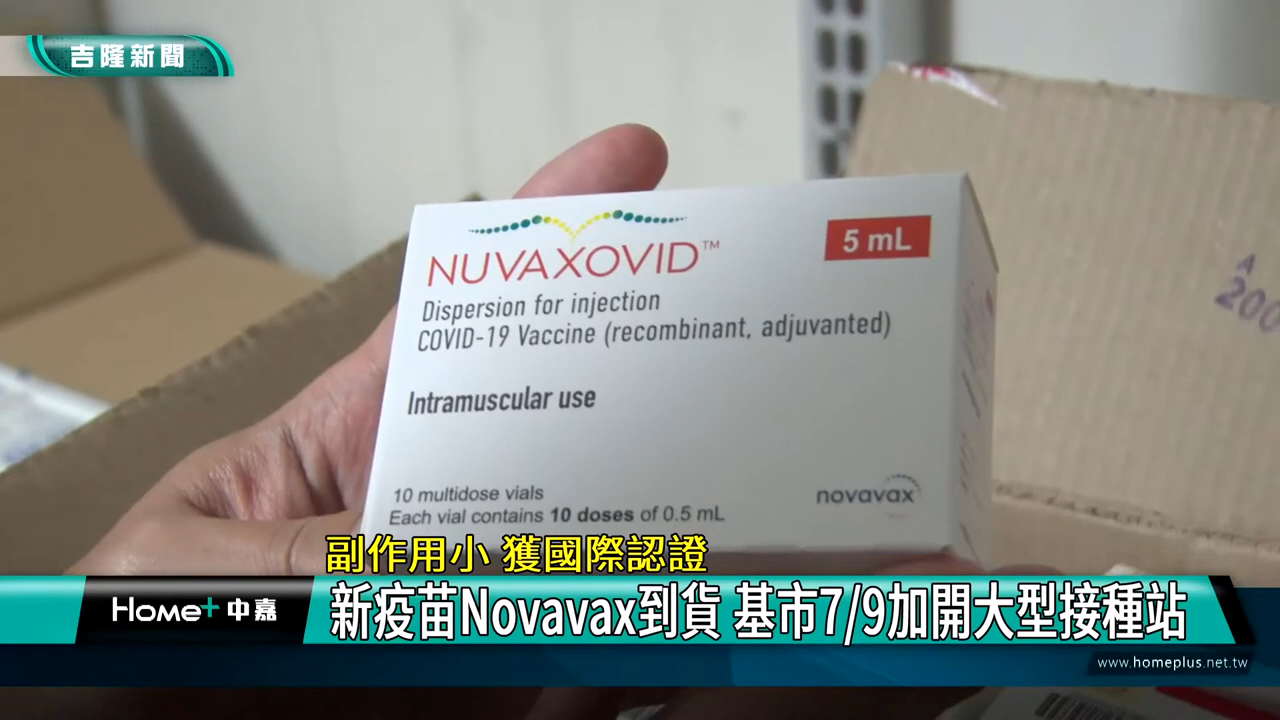 吉隆新聞
NUVAXOVID™
5 mL
Dispersion for injection
COVID-19 Vaccine (recombinant, adjuvanted)
Intramuscular use
10 multidose vials
Each vial contains 10 doses of 0.5 mL
novavax
A
200
副作用小 獲國際認證
Home+ 中嘉
新疫苗Novavax到貨 基市7/9加開大型接種站
www.homeplus.net.tw